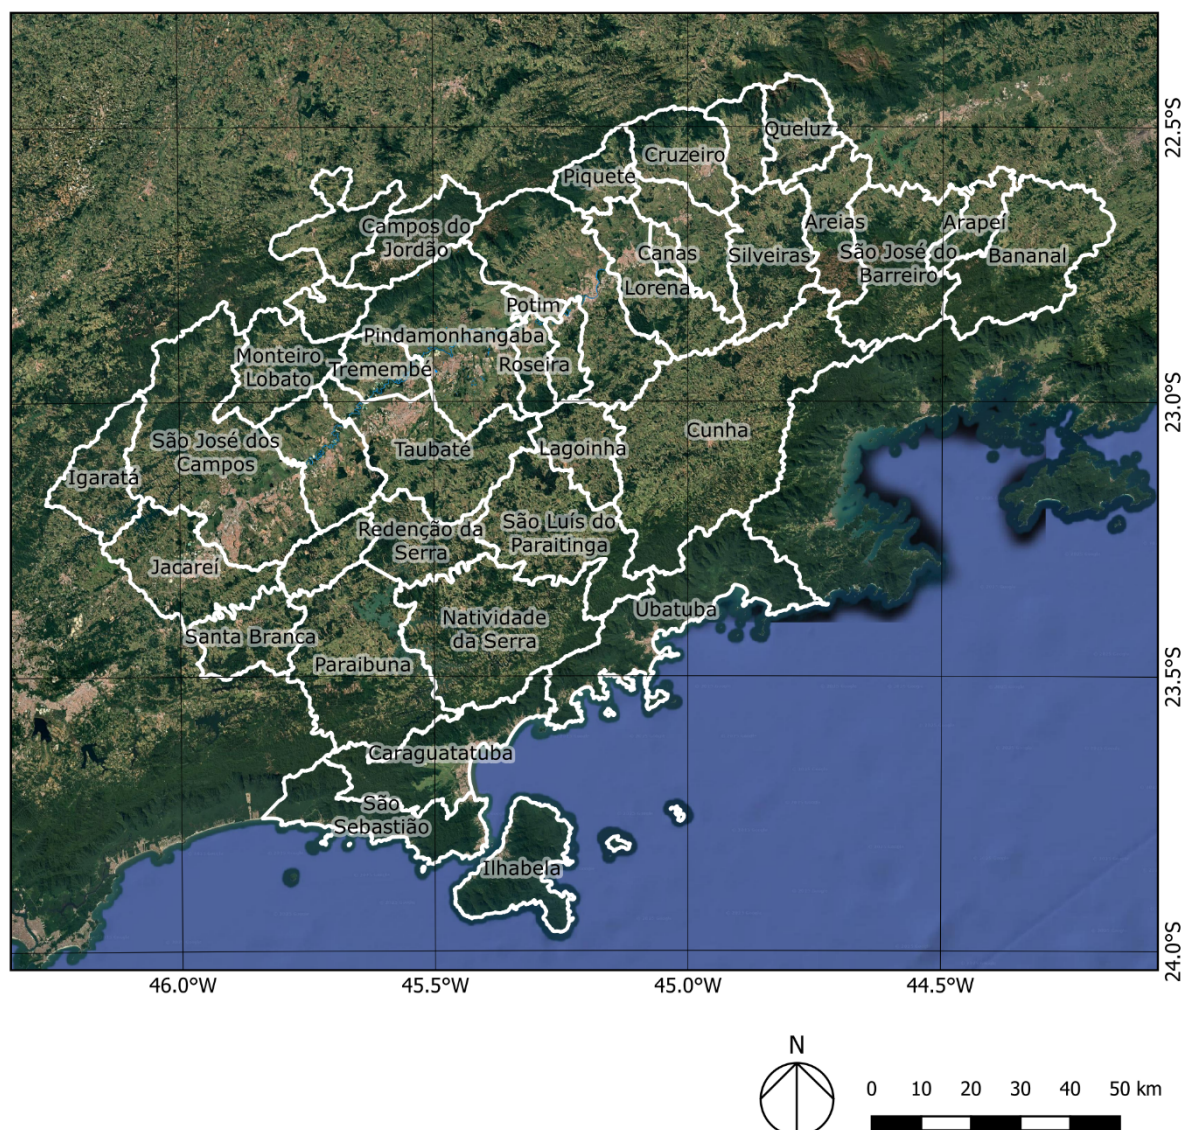 Queluz
Cruzeiro
Piquete
Areias
Arapeí
Campos do
Jordão
Canas
Silveiras
São José do
Barreiro
Bananal
Lorena
Potim
Pindamonhangaba
Monteiro
Lobato
Tremembé
Roseira
Cunha
São José dos
Campos
Taubaté
Lagoinha
Igaratá
Redenção da
Serra
São Luís do
Paraitinga
Jacareí
Ubatuba
Natividade
da Serra
Santa Branca
Paraibuna
Caraguatatuba
São
Sebastião
Ilhabela
22.5°S
23.0°S
23.5°S
24.0°S
46.0°W 45.5°W 45.0°W 44.5°W
N
0 10 20 30 40 50 km